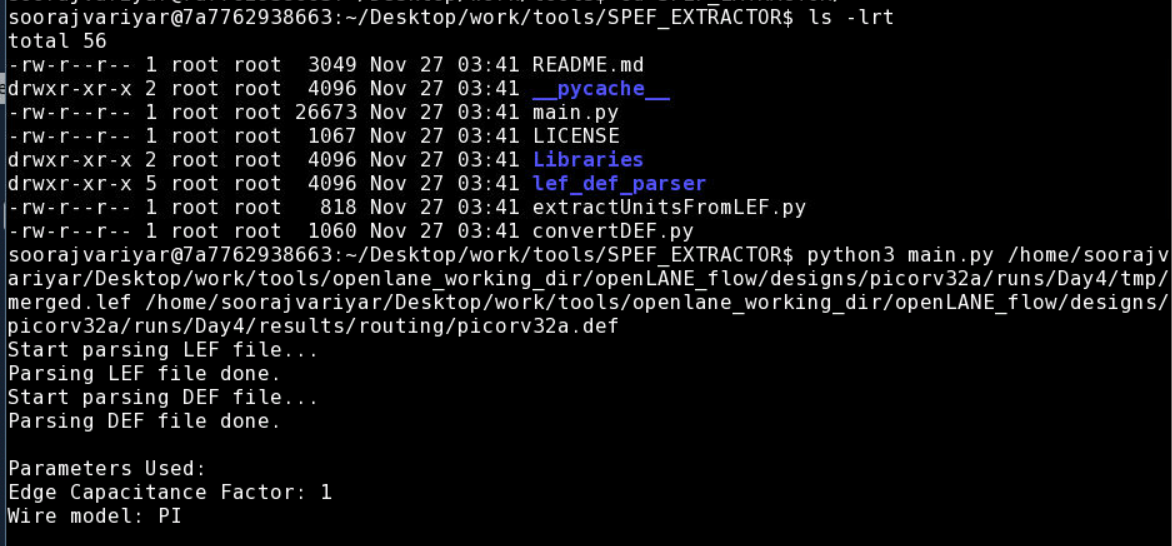 soorajvariyar@7a7762938663:~/Desktop/work/tools/SPEF_EXTRACTOR$ ls -lrt
total 56
-rw-r--r-- 1 root root  3049 Nov 27 03:41 README.md
drwxr-xr-x 2 root root  4096 Nov 27 03:41 __pycache__
-rw-r--r-- 1 root root 26673 Nov 27 03:41 main.py
-rw-r--r-- 1 root root  1067 Nov 27 03:41 LICENSE
drwxr-xr-x 2 root root  4096 Nov 27 03:41 Libraries
drwxr-xr-x 5 root root  4096 Nov 27 03:41 lef_def_parser
-rw-r--r-- 1 root root   818 Nov 27 03:41 extractUnitsFromLEF.py
-rw-r--r-- 1 root root  1060 Nov 27 03:41 convertDEF.py
soorajvariyar@7a7762938663:~/Desktop/work/tools/SPEF_EXTRACTOR$ python3 main.py /home/soorajv
ariyar/Desktop/work/tools/openlane_working_dir/openLANE_flow/designs/picorv32a/runs/Day4/tmp/
merged.lef /home/soorajvariyar/Desktop/work/tools/openlane_working_dir/openLANE_flow/designs/
picorv32a/runs/Day4/results/routing/picorv32a.def
Start parsing LEF file...
Parsing LEF file done.
Start parsing DEF file...
Parsing DEF file done.
Parameters Used:
Edge Capacitance Factor: 1
Wire model: PI